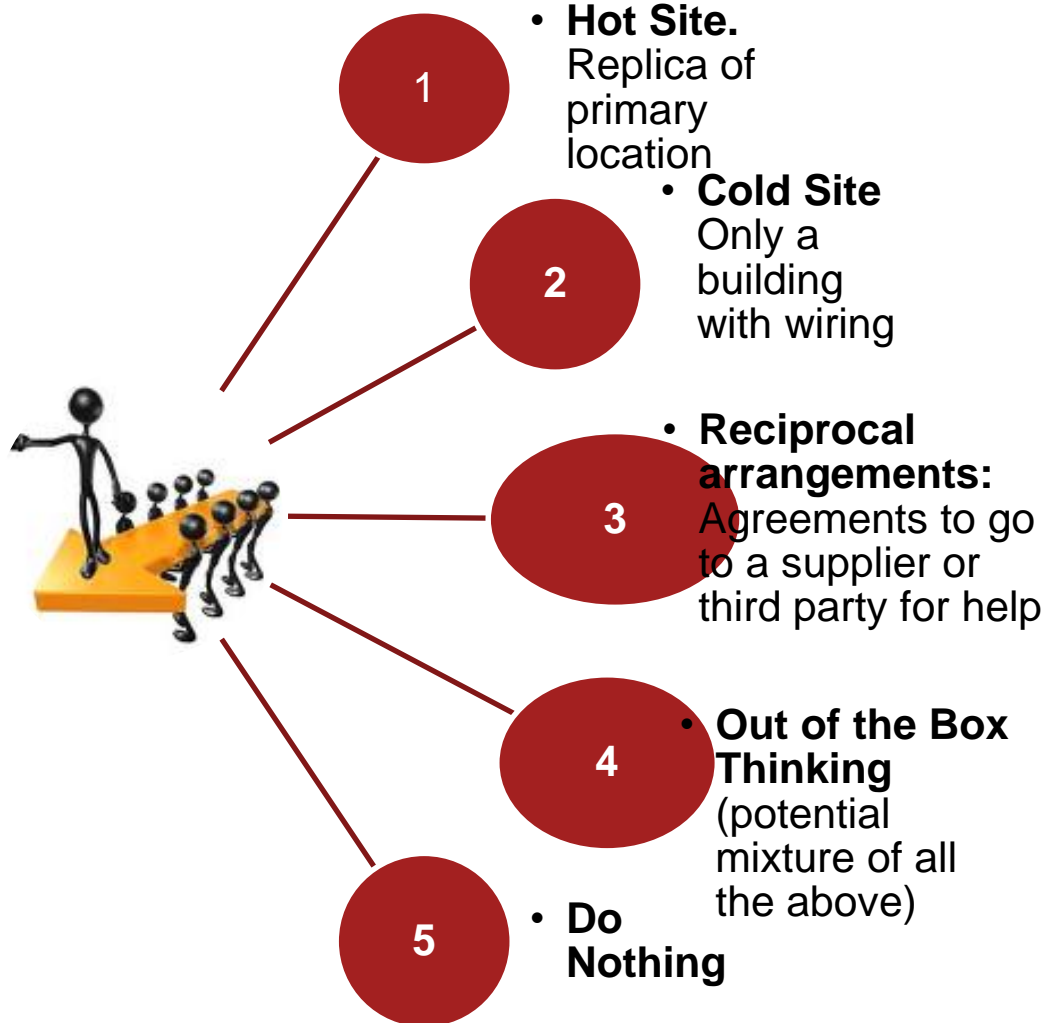 1
• Hot Site.
Replica of
primary
location
2
• Cold Site
Only a
building
with wiring
3
• Reciprocal
arrangements:
Agreements to go
to a supplier or
third party for help
4
• Out of the Box
Thinking
(potential
mixture of all
the above)
5
• Do
Nothing